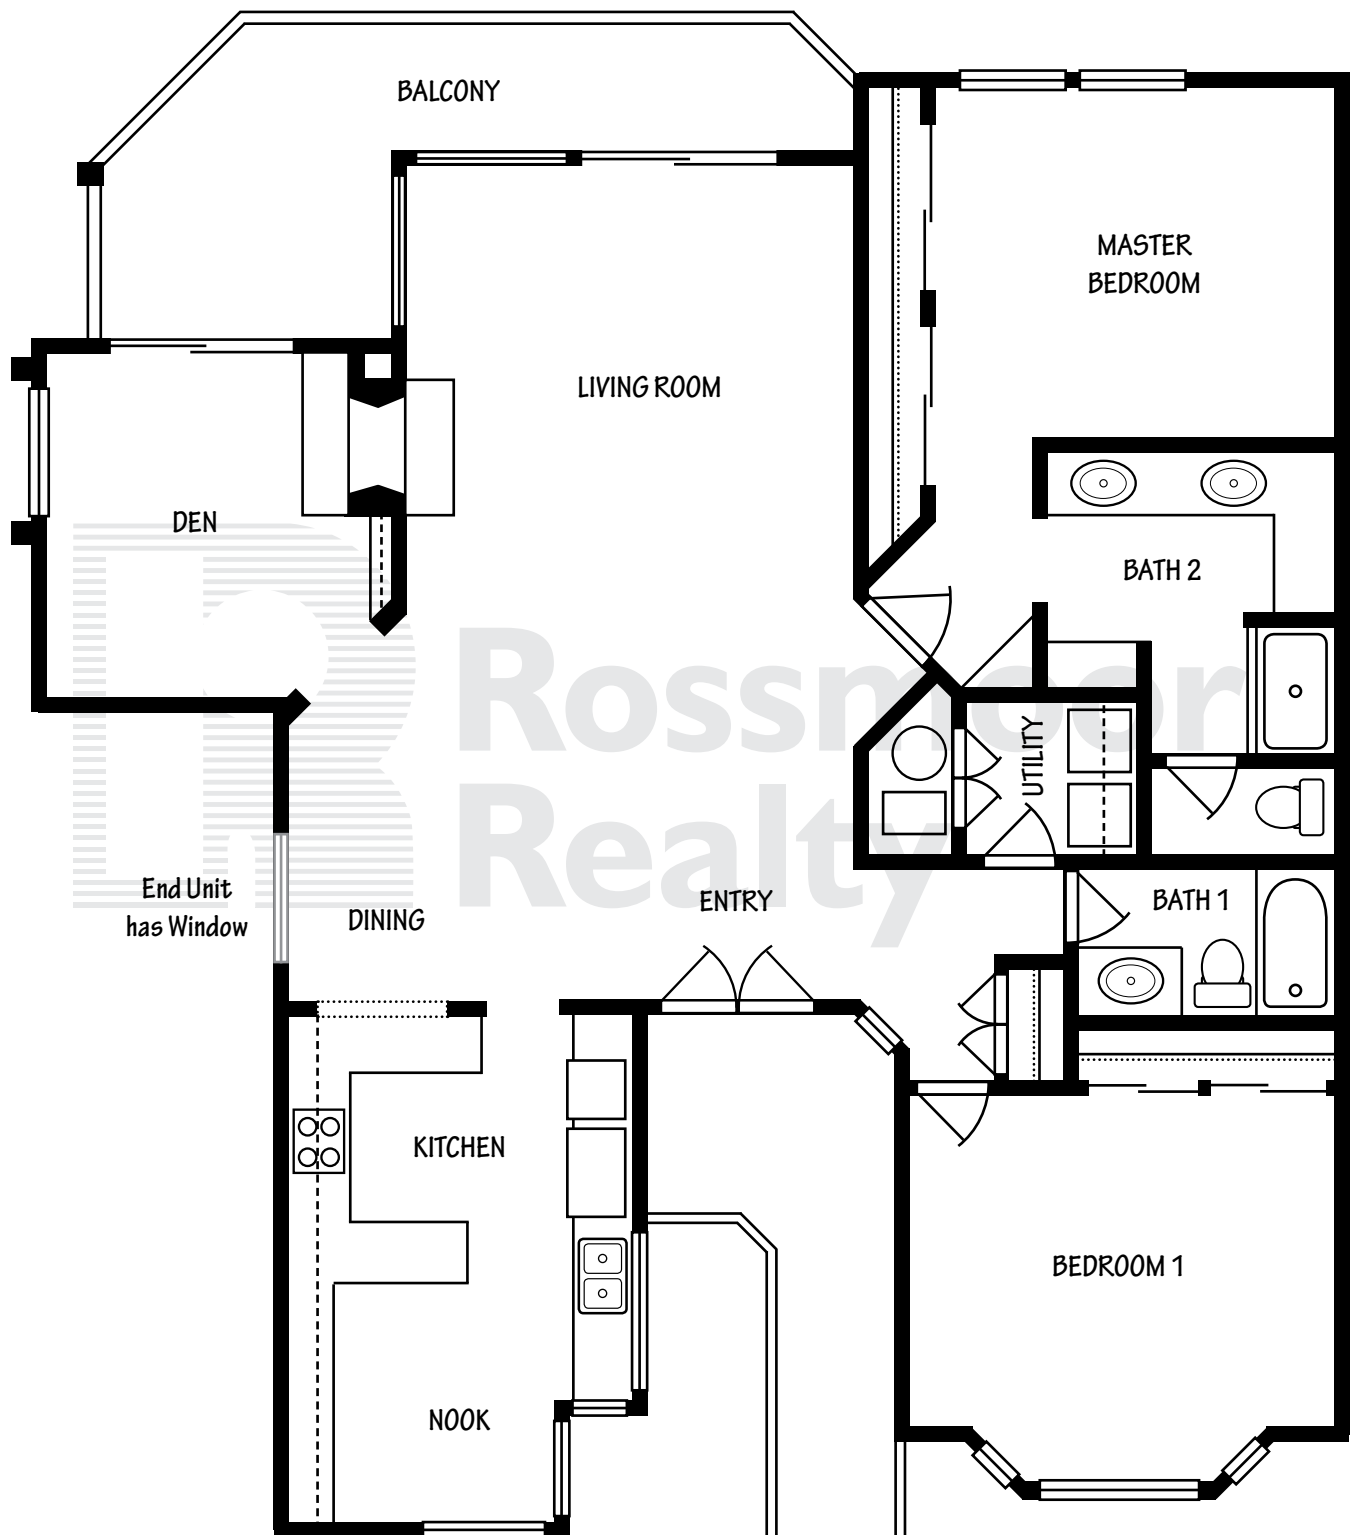 BALCONY
MASTER
BEDROOM
LIVING ROOM
DEN
BATH 2
Rossmoor
Realty
UTILITY
End Unit
has Window
DINING
ENTRY
BATH 1
KITCHEN
BEDROOM 1
NOOK